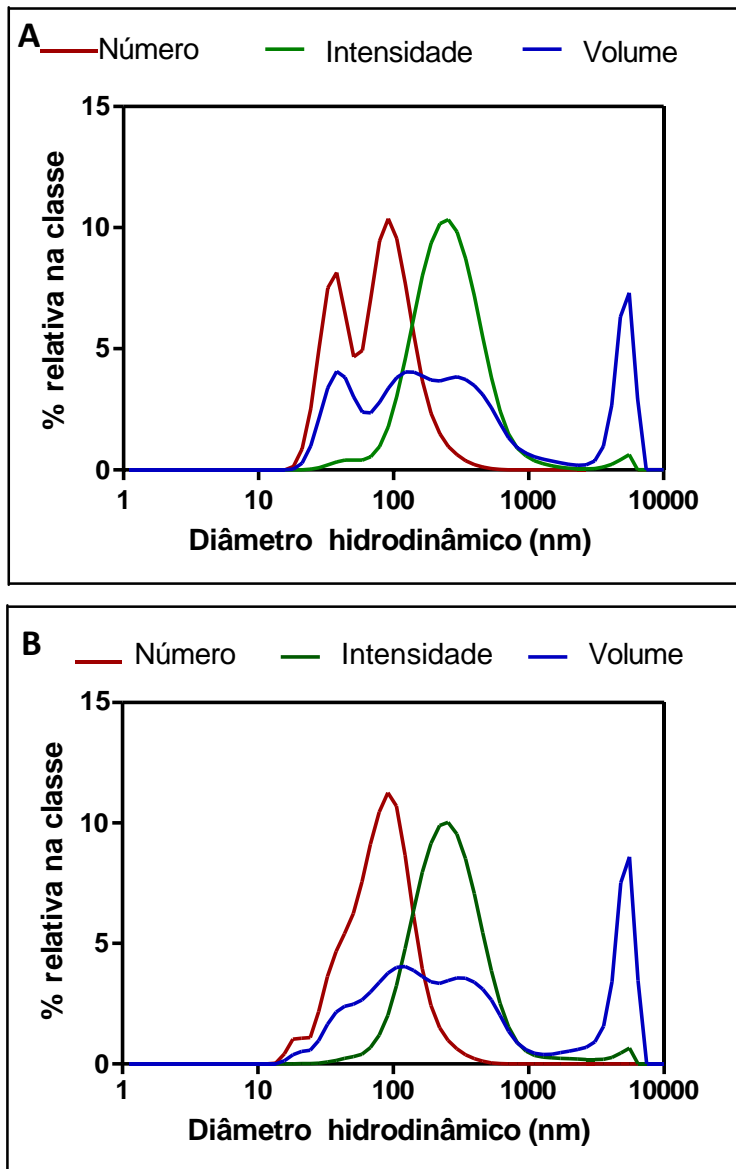 A
Número Intensidade Volume
15
10
5
0
% relativa na classe
1 10 100 1000 10000
Diâmetro hidrodinâmico (nm)
B
Número Intensidade Volume
15
10
5
0
% relativa na classe
1 10 100 1000 10000
Diâmetro hidrodinâmico (nm)